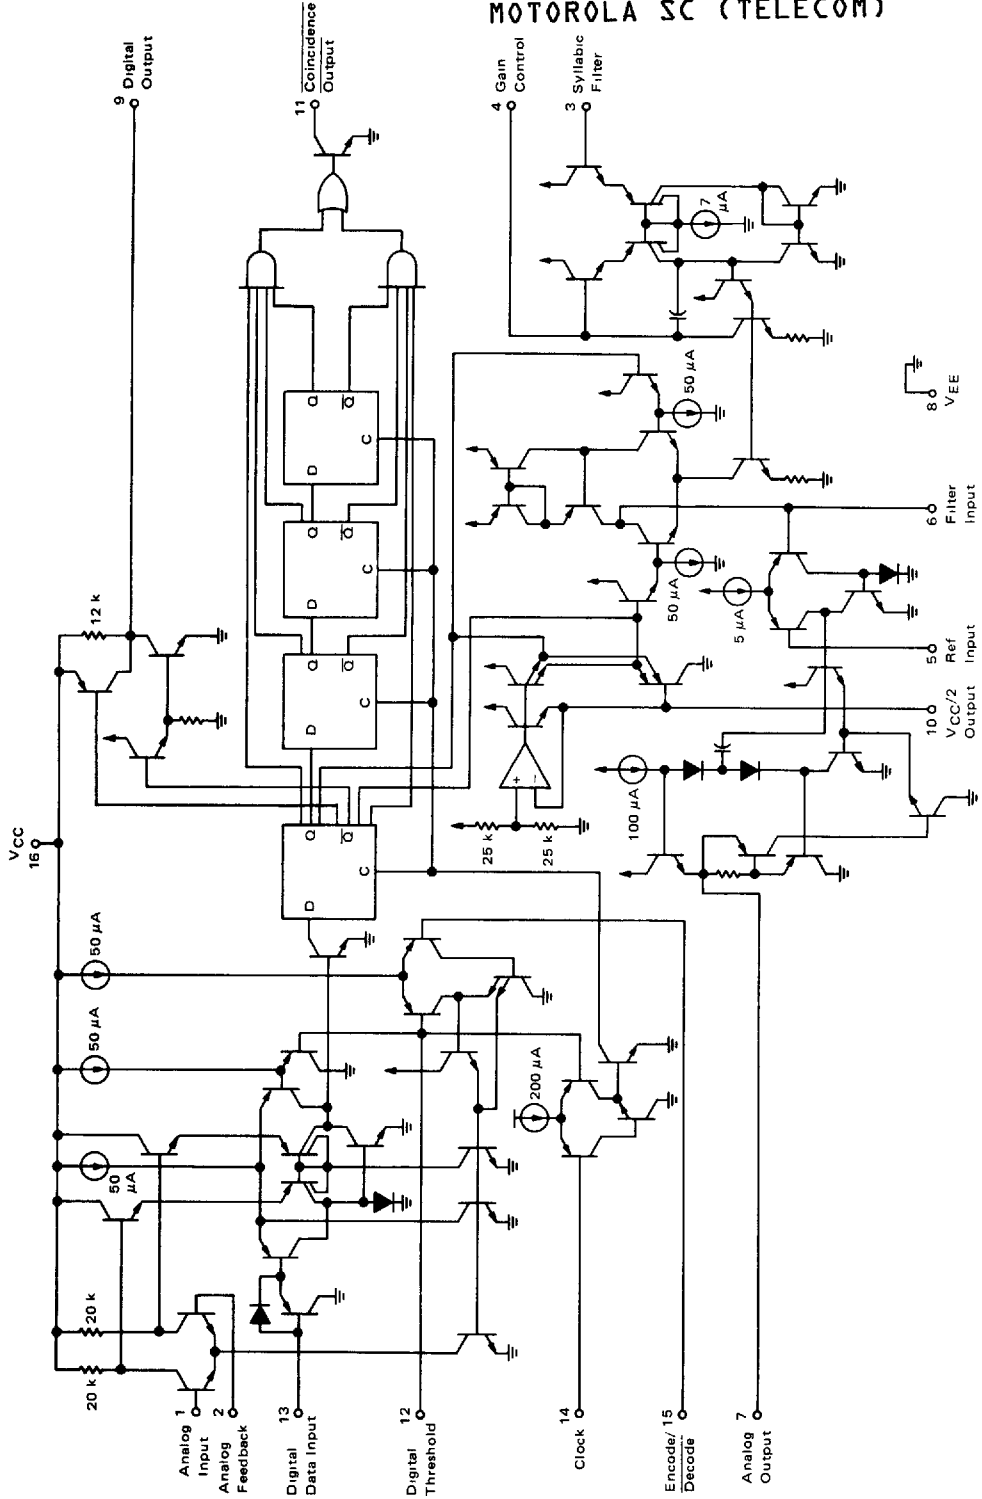 MOTOROLA SC (TELECOM)
9 Digital
Output
11 Coincidence
Output
4 Gain
Control
3 Syllabic
Filter
7
µA
Q
Q
D
C
50 µA
8
VEE
Q
Q
D
C
6 Filter
Input
12 k
50 µA
5 µA
5 Ref
Input
Q
Q
D
C
10 VCC/2
Output
VCC
16
+
–
25 k
25 k
100 µA
Q
Q
D
C
50 µA
50 µA
200 µA
50
µA
20 k
20 k
Analog 1
Input
Analog 2
Feedback
Digital 13
Data Input
Digital 12
Threshold
Clock 14
Encode/ 15
Decode
Analog 7
Output